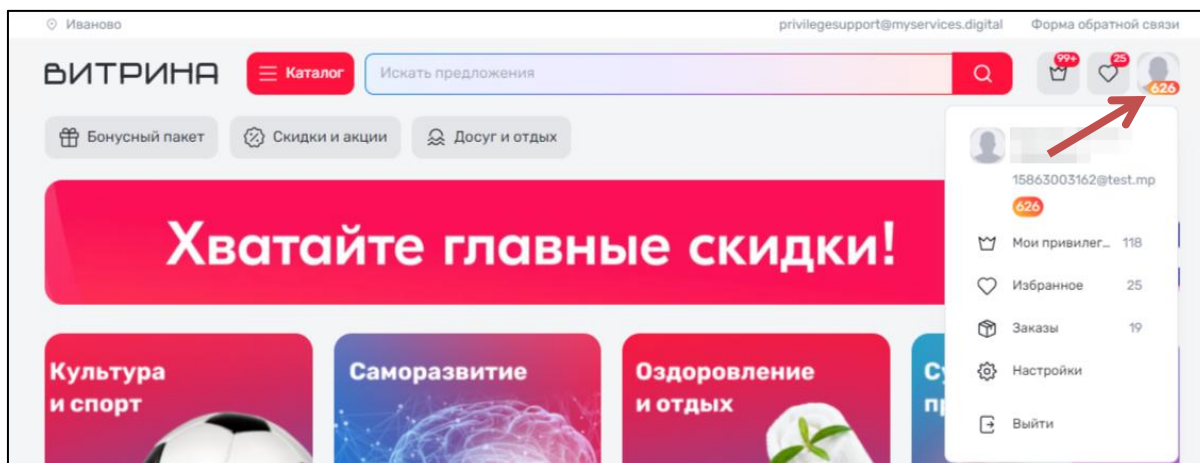 Иваново
privilegesupport@myservices.digital
Форма обратной связи
ВИТРИНА
Каталог
Искать предложения
99+
25
626
Бонусный пакет
Скидки и акции
Досуг и отдых
15863003162@test.mp
626
Хватайте главные скидки!
Мои привилег... 118
Избранное 25
Заказы 19
Настройки
Выйти
Культура
и спорт
Саморазвитие
Оздоровление
и отдых